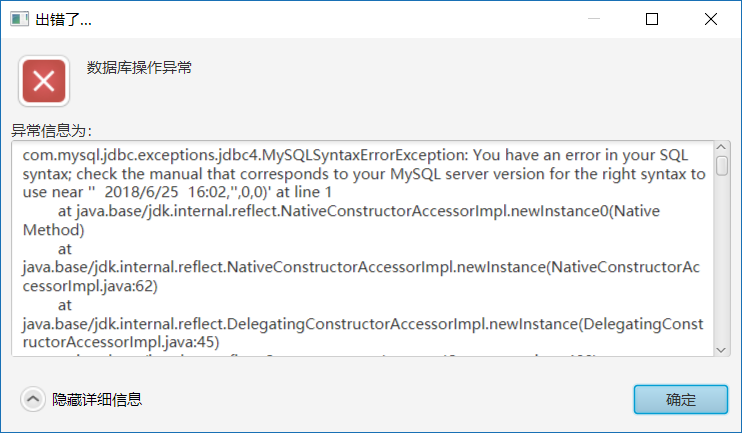 出错了...
数据库操作异常
异常信息为：
com.mysql.jdbc.exceptions.jdbc4.MySQLSyntaxErrorException: You have an error in your SQL
syntax; check the manual that corresponds to your MySQL server version for the right syntax to
use near ''  2018/6/25  16:02,'',0,0)' at line 1
at java.base/jdk.internal.reflect.NativeConstructorAccessorImpl.newInstance0(Native
Method)
at
java.base/jdk.internal.reflect.NativeConstructorAccessorImpl.newInstance(NativeConstructorAc
cessorImpl.java:62)
at
java.base/jdk.internal.reflect.DelegatingConstructorAccessorImpl.newInstance(DelegatingConst
ructorAccessorImpl.java:45)
隐藏详细信息
确定